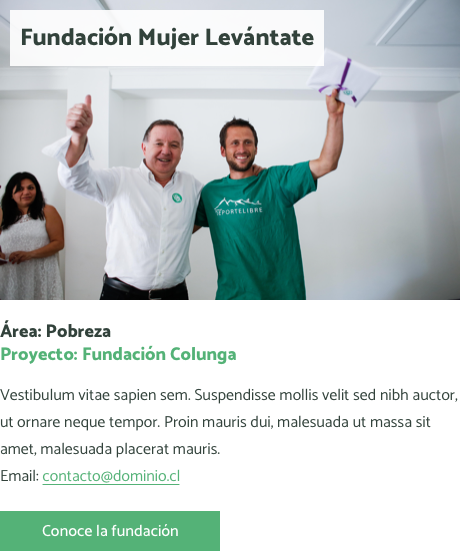 Fundación Mujer Levántate
DEPORTELIBRE
Área: Pobreza
Proyecto: Fundación Colunga
Vestibulum vitae sapien sem. Suspendisse mollis velit sed nibh auctor,
ut ornare neque tempor. Proin mauris dui, malesuada ut massa sit
amet, malesuada placerat mauris.
Email: contacto@dominio.cl
Conoce la fundación